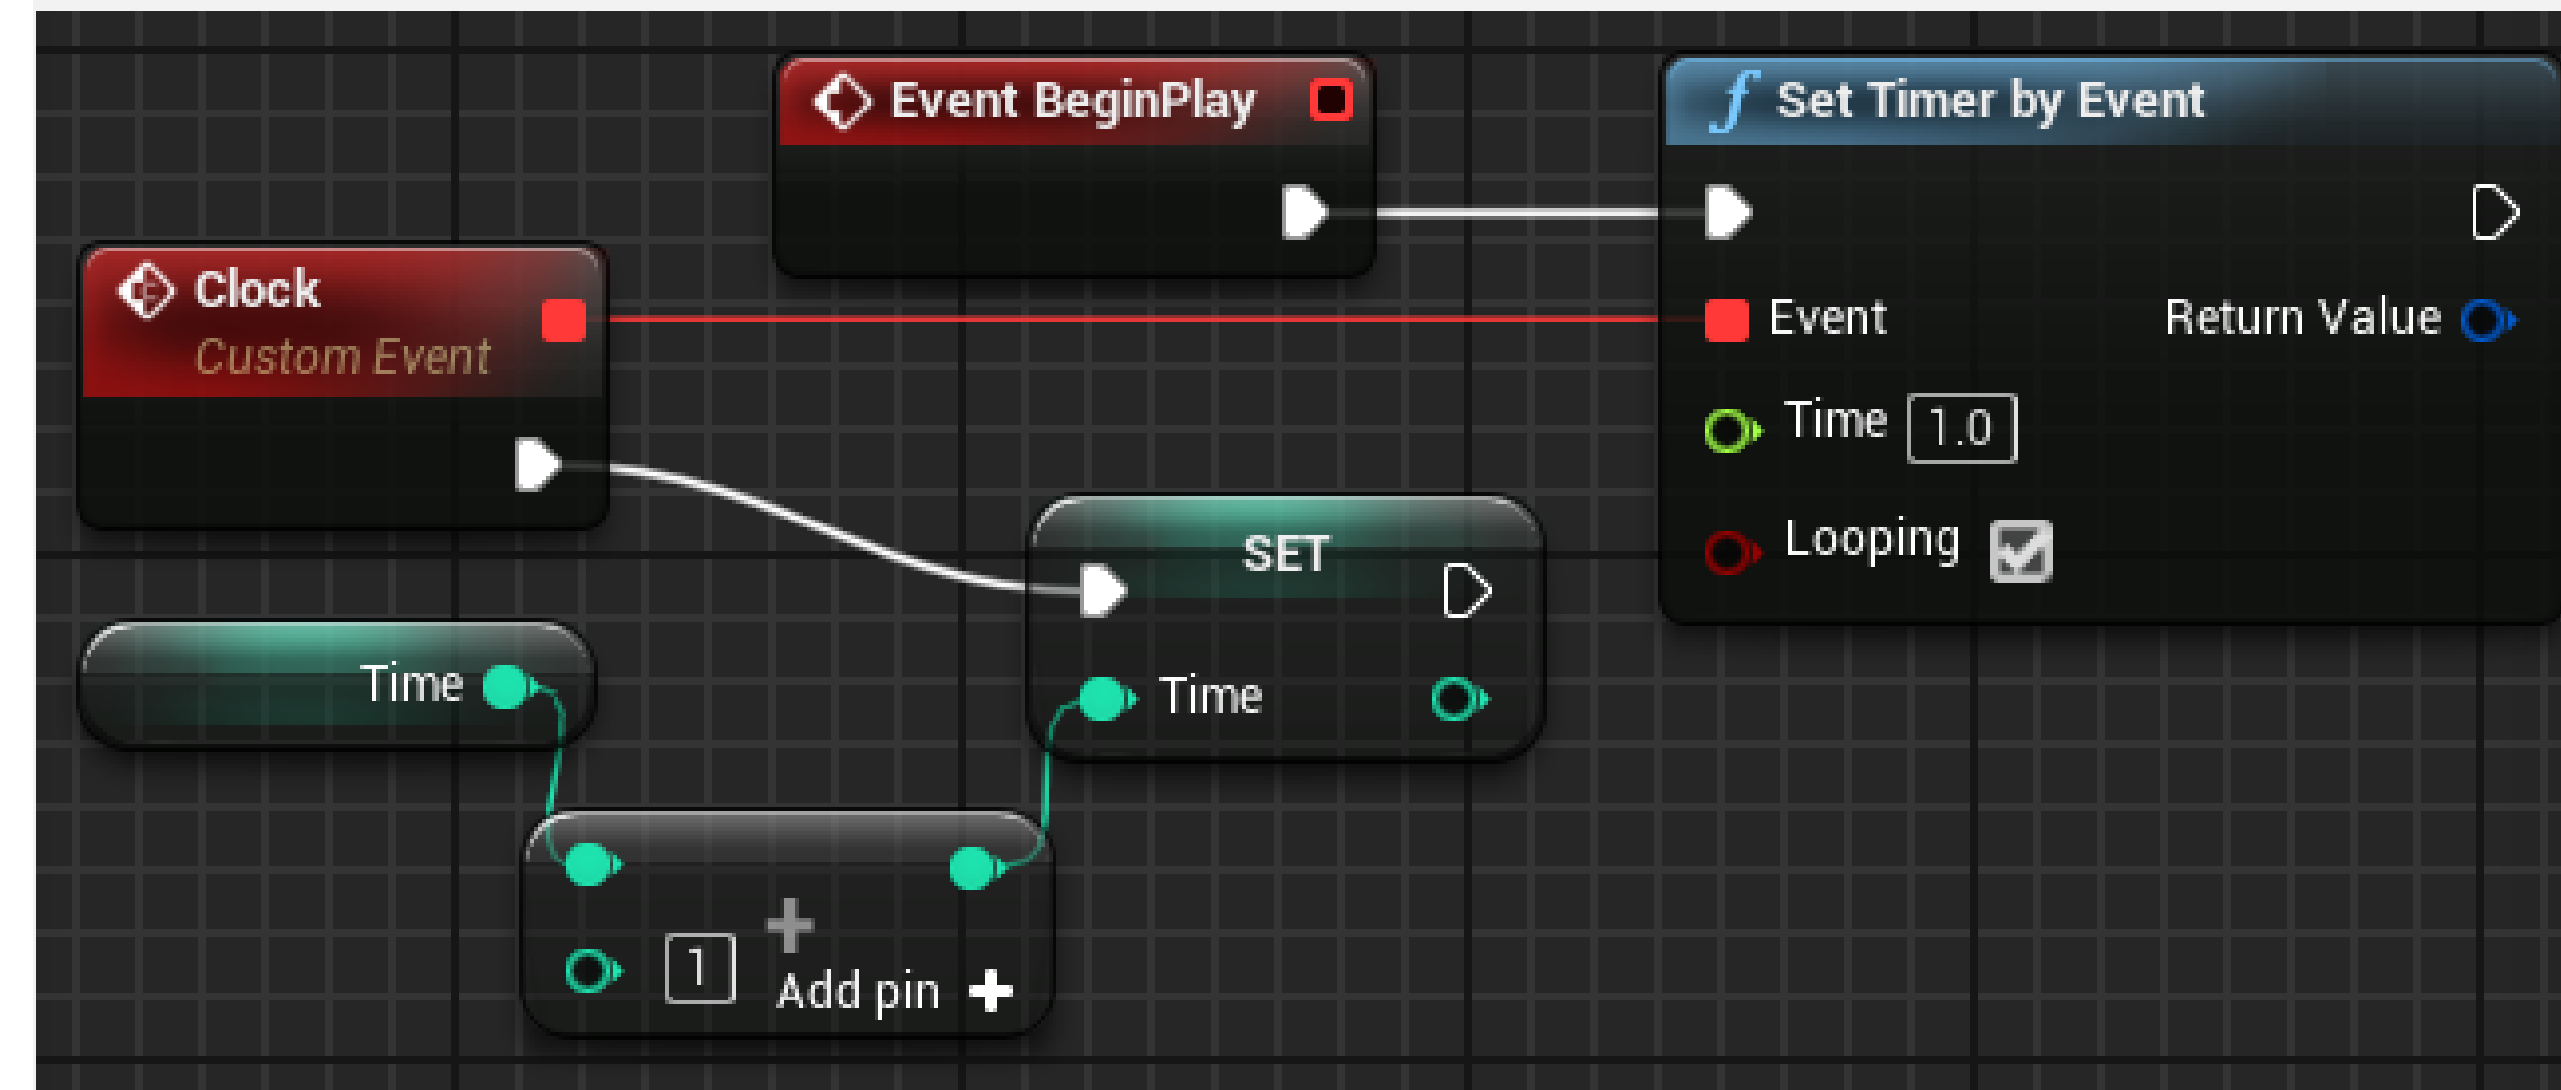 Event BeginPlay
Set Timer by Event
Clock
Custom Event
Event
Return Value
Time 1.0
Looping
SET
Time
Time
1
Add pin